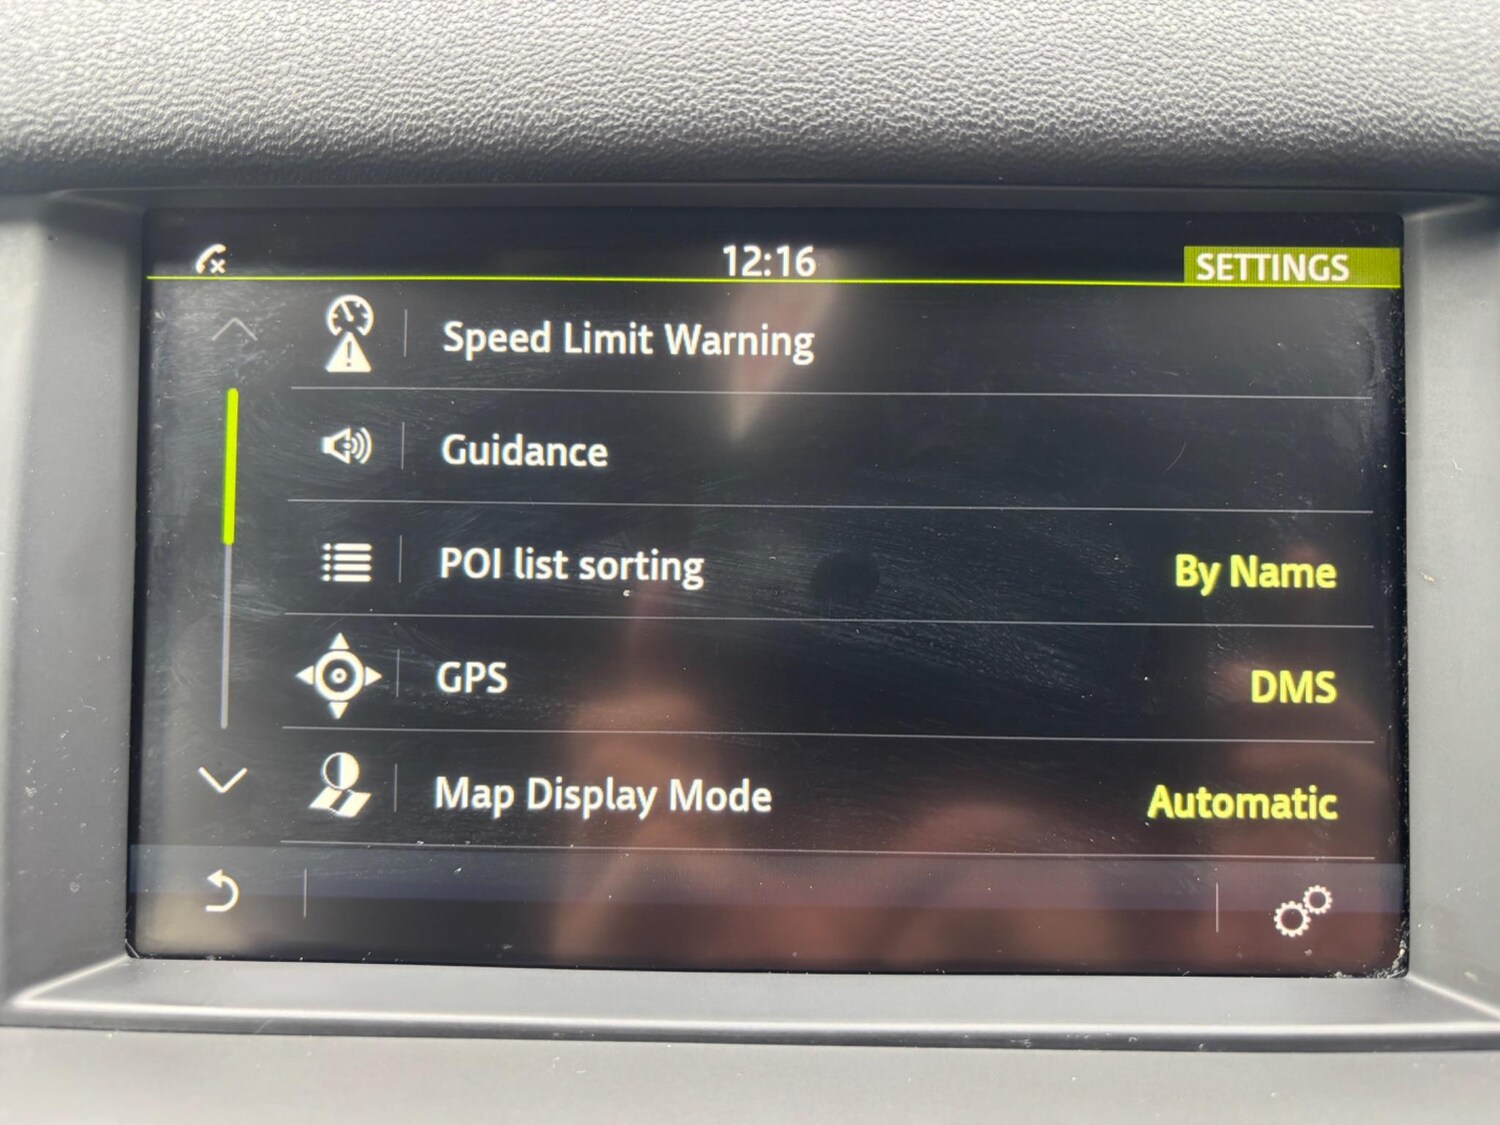 12:16
SETTINGS
Speed Limit Warning
Guidance
POI list sorting
By Name
GPS
DMS
Map Display Mode
Automatic